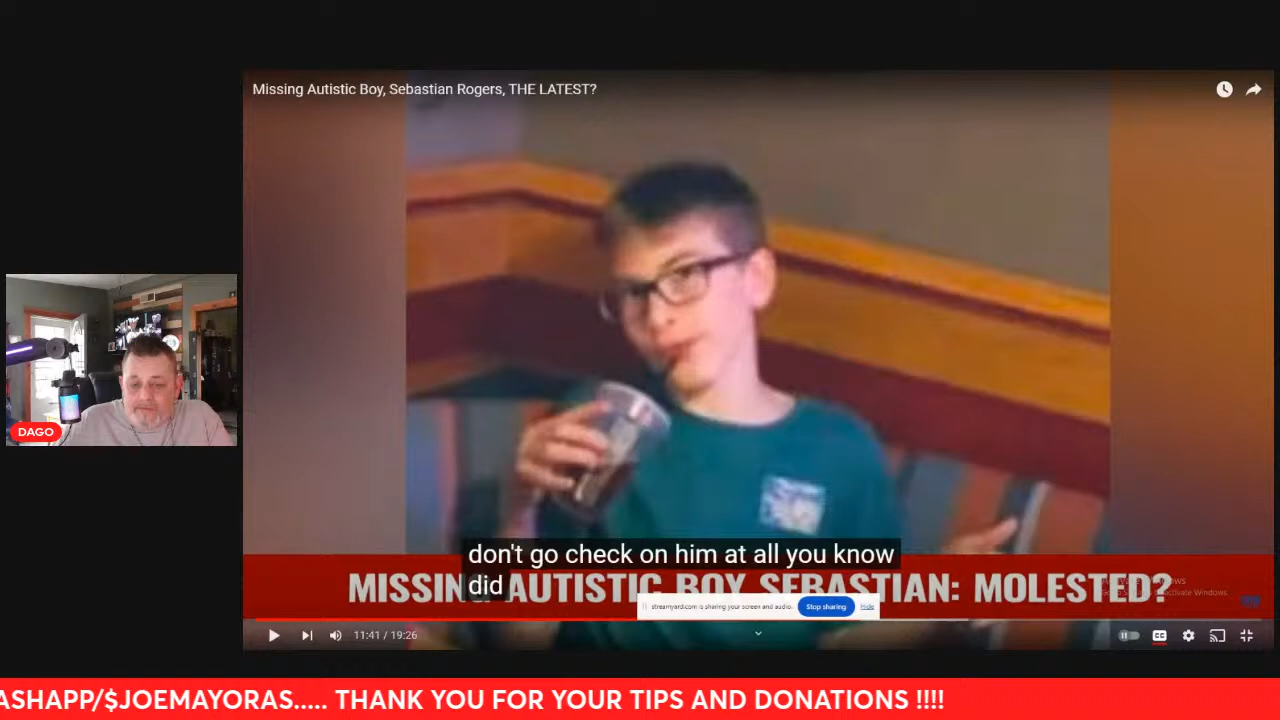 Missing Autistic Boy, Sebastian Rogers, THE LATEST?
DAGO
don't go check on him at all you know
did
MISSIN AUTISTIC BOY SEBASTIAN: MOLESTED?
streamyard.com is sharing your screen and audio.
Stop sharing
Hide
11:41 / 19:26
CC
ASHAPP/$JOEMAYORAS..... THANK YOU FOR YOUR TIPS AND DONATIONS !!!!